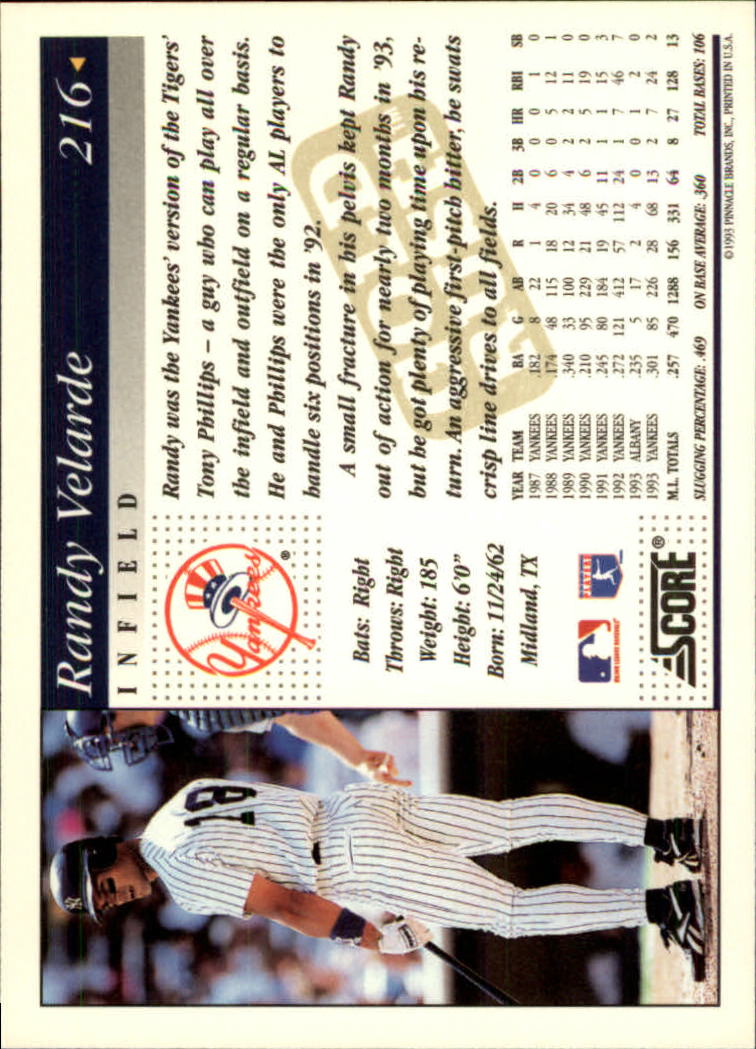 Randy Velarde 216
INFIELD
Yankees
®
Bats: Right
Throws: Right
Weight: 185
Height: 6'0"
Born: 11/24/62
Midland, TX
Randy was the Yankees' version of the Tigers'
Tony Phillips – a guy who can play all over
the infield and outfield on a regular basis.
He and Phillips were the only AL players to
handle six positions in '92.
A small fracture in his pelvis kept Randy
out of action for nearly two months in '93,
but he got plenty of playing time upon his re-
turn. An aggressive first-pitch hitter, he swats
crisp line drives to all fields.
YEAR TEAM BA G AB R H 2B 3B HR RBI SB
1987 YANKEES .182 8 22 1 4 0 0 0 1 0
1988 YANKEES .174 48 115 18 20 6 0 5 12 1
1989 YANKEES .340 33 100 12 34 4 2 2 11 0
1990 YANKEES .210 95 229 21 48 6 2 5 19 0
1991 YANKEES .245 80 184 19 45 11 1 1 15 3
1992 YANKEES .272 121 412 57 112 24 1 7 46 7
1993 ALBANY .235 5 17 2 4 0 0 1 2 0
1993 YANKEES .301 85 226 28 68 13 2 7 24 2
M.L. TOTALS .257 470 1288 156 331 64 8 27 128 13
SLUGGING PERCENTAGE: .469 ON BASE AVERAGE: .360 TOTAL BASES: 106
©1993 PINNACLE BRANDS, INC., PRINTED IN U.S.A.
PLAYERS
MAJOR LEAGUE BASEBALL
SCORE®
18
NY